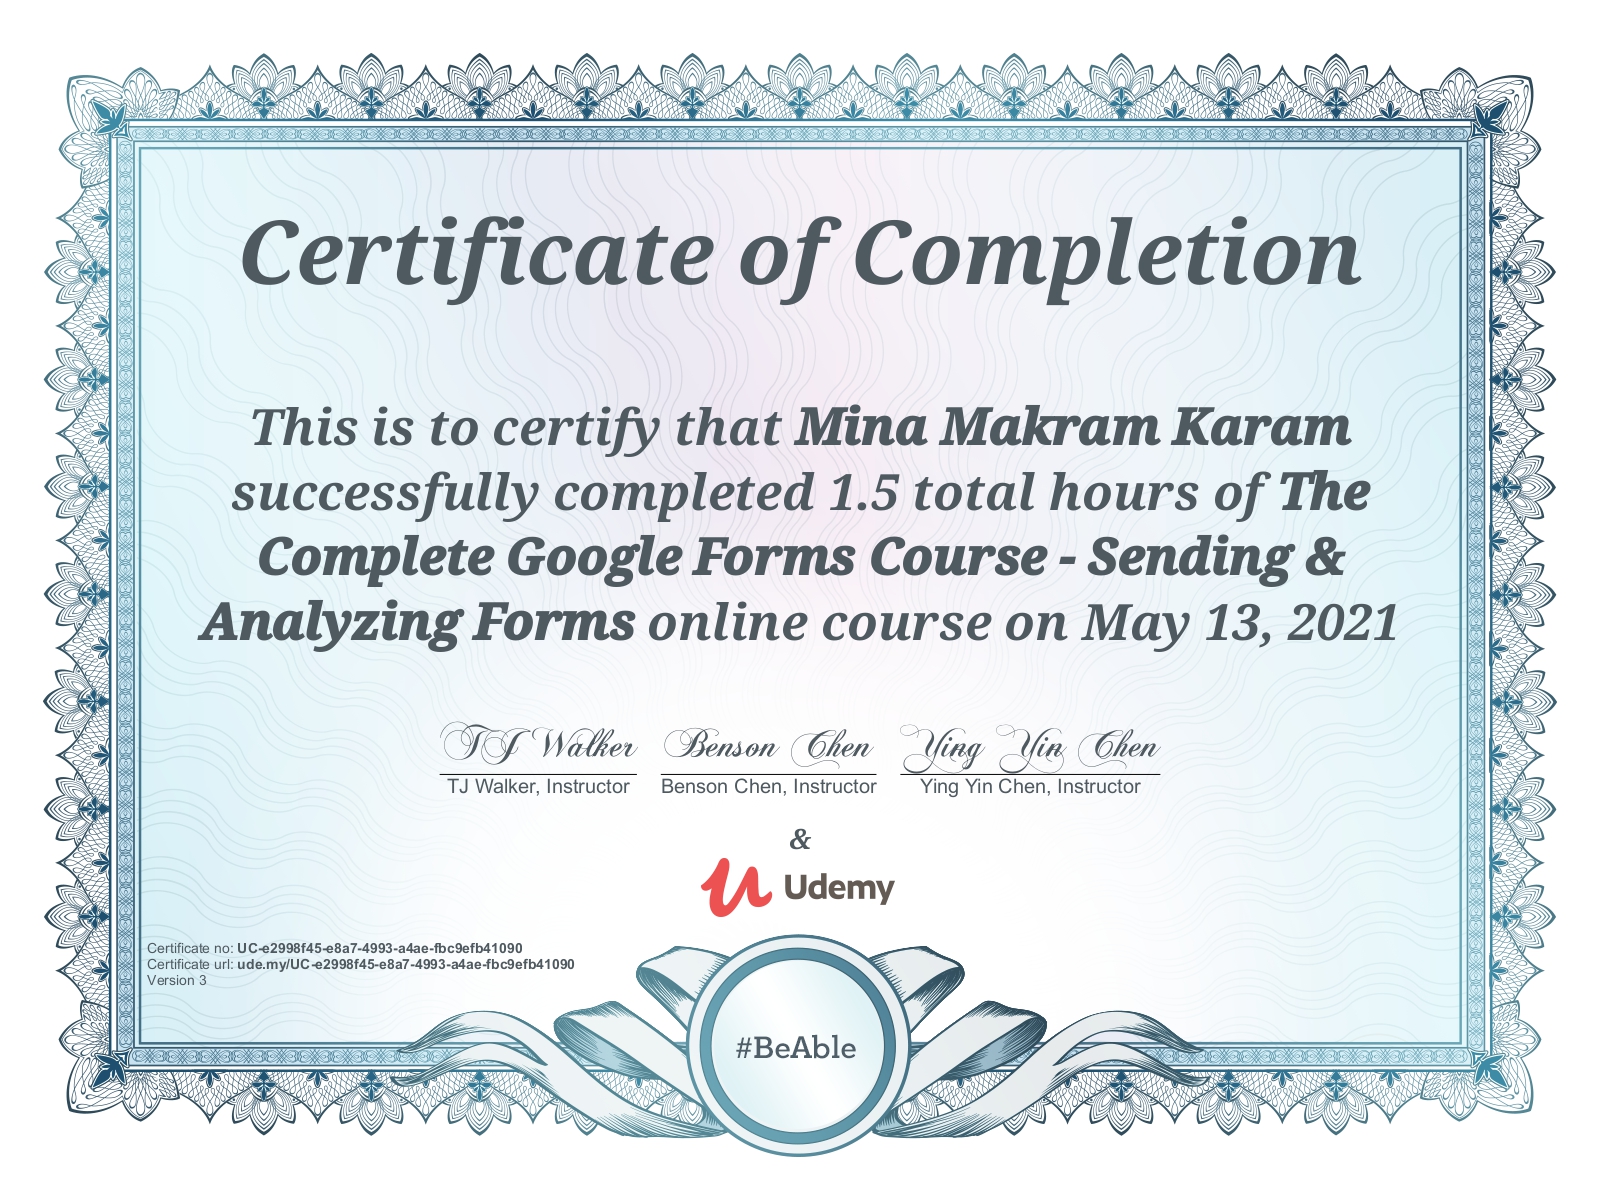 Certificate of Completion
This is to certify that Mina Makram Karam
successfully completed 1.5 total hours of The
Complete Google Forms Course - Sending &
Analyzing Forms online course on May 13, 2021
TJ Walker Benson Chen Ying Yin Chen
TJ Walker, Instructor Benson Chen, Instructor Ying Yin Chen, Instructor
&
Udemy
Certificate no: UC-e2998f45-e8a7-4993-a4ae-fbc9efb41090
Certificate url: ude.my/UC-e2998f45-e8a7-4993-a4ae-fbc9efb41090
Version 3
#BeAble